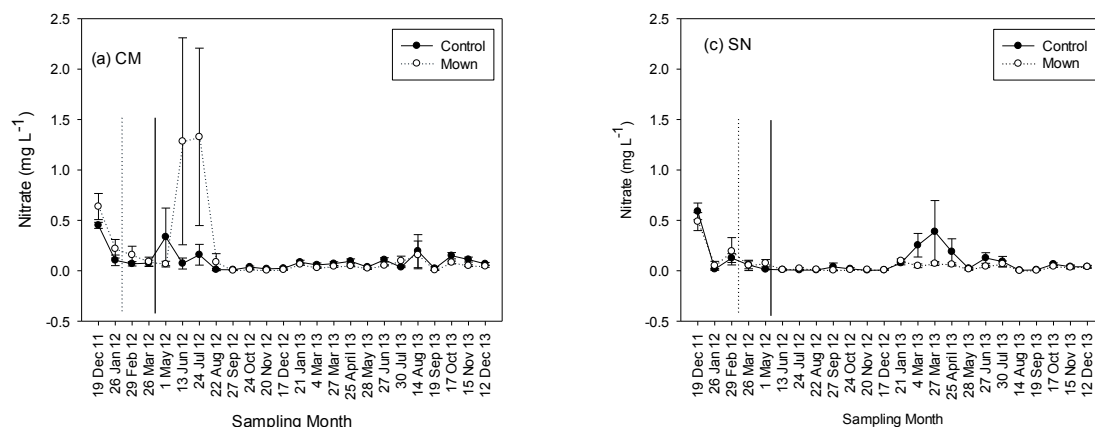 (a) CM
Control
Mown
Nitrate (mg L-1)
2.5
2.0
1.5
1.0
0.5
0.0
-0.5
19 Dec 11
26 Jan 12
29 Feb 12
26 Mar 12
1 May 12
13 Jun 12
24 Jul 12
22 Aug 12
27 Sep 12
24 Oct 12
20 Nov 12
17 Dec 12
21 Jan 13
4 Mar 13
27 Mar 13
25 April 13
28 May 13
27 Jun 13
30 Jul 13
14 Aug 13
19 Sep 13
17 Oct 13
15 Nov 13
12 Dec 13
Sampling Month
(c) SN
Control
Mown
Nitrate (mg L-1)
2.5
2.0
1.5
1.0
0.5
0.0
-0.5
19 Dec 11
26 Jan 12
29 Feb 12
26 Mar 12
1 May 12
13 Jun 12
24 Jul 12
22 Aug 12
27 Sep 12
24 Oct 12
20 Nov 12
17 Dec 12
21 Jan 13
4 Mar 13
27 Mar 13
25 April 13
28 May 13
27 Jun 13
30 Jul 13
14 Aug 13
19 Sep 13
17 Oct 13
15 Nov 13
12 Dec 13
Sampling Month